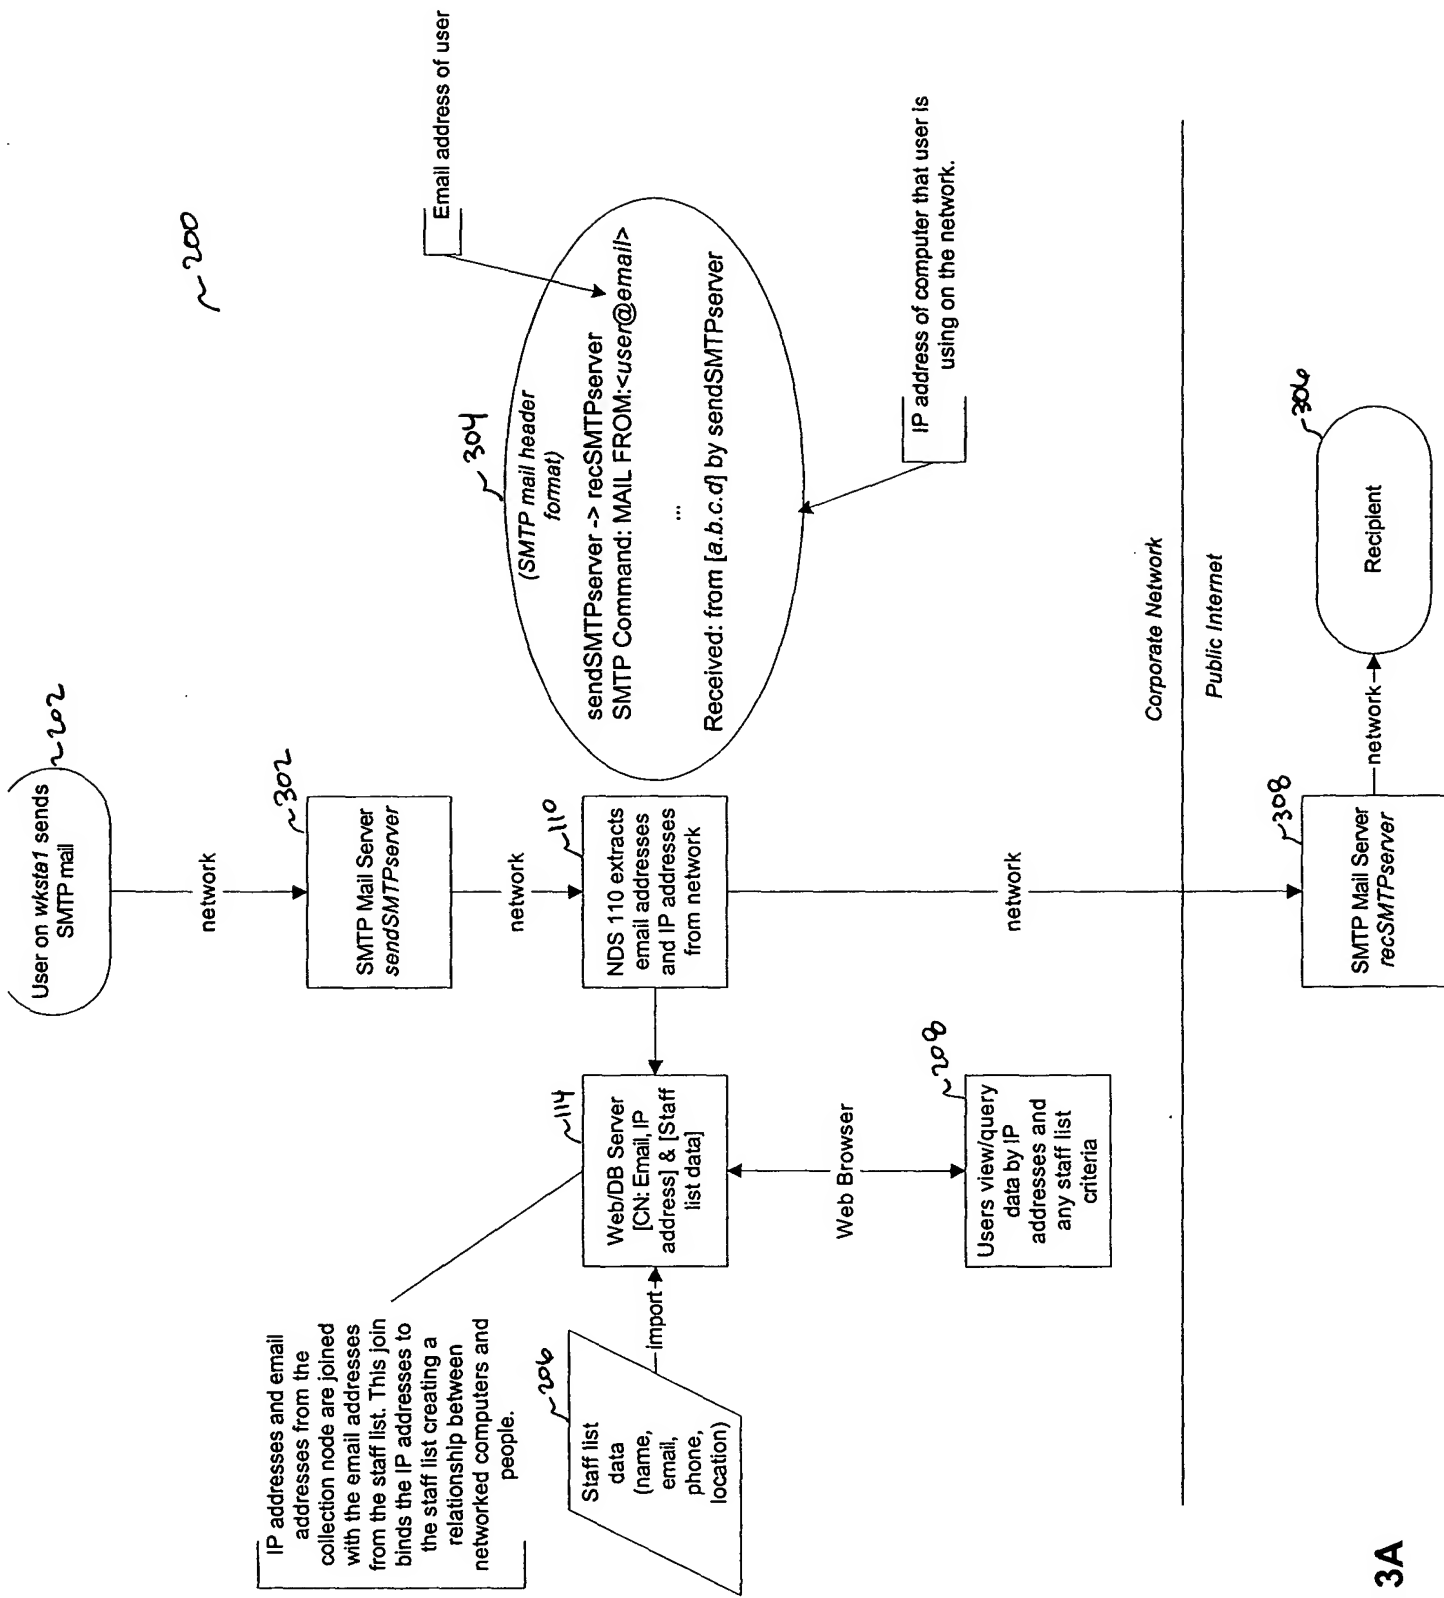 ~200
User on wksta1 sends
SMTP mail
~202
network
SMTP Mail Server
sendSMTPserver
~302
network
NDS 110 extracts
email addresses
and IP addresses
from network
~110
network
SMTP Mail Server
recSMTPserver
~308
network
Recipient
~306
(SMTP mail header
format)
~304
sendSMTPserver -> recSMTPserver
SMTP Command: MAIL FROM:<user@email>
...
Received: from [a.b.c.d] by sendSMTPserver
Email address of user
IP address of computer that user is
using on the network.
IP addresses and email
addresses from the
collection node are joined
with the email addresses
from the staff list. This join
binds the IP addresses to
the staff list creating a
relationship between
networked computers and
people.
Web/DB Server
[CN: Email, IP
address] & [Staff
list data]
~114
import
Staff list
data
(name,
email,
phone,
location)
~206
Web Browser
Users view/query
data by IP
addresses and
any staff list
criteria
~208
Corporate Network
Public Internet
3A